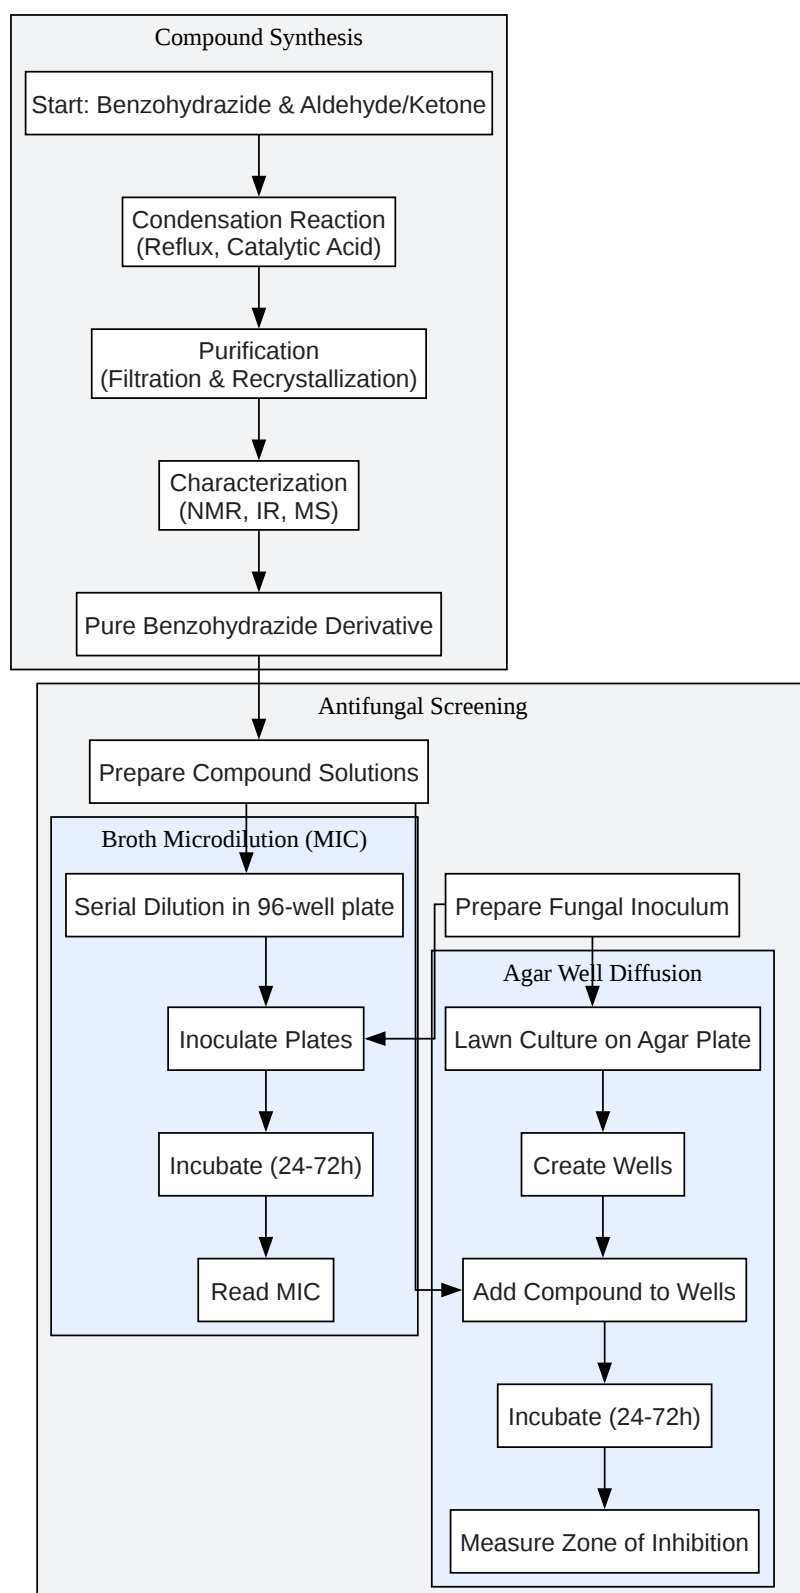 Compound Synthesis
Start: Benzohydrazide & Aldehyde/Ketone
Condensation Reaction
(Reflux, Catalytic Acid)
Purification
(Filtration & Recrystallization)
Characterization
(NMR, IR, MS)
Pure Benzohydrazide Derivative
Antifungal Screening
Prepare Compound Solutions
Broth Microdilution (MIC)
Serial Dilution in 96-well plate
Inoculate Plates
Incubate (24-72h)
Read MIC
Prepare Fungal Inoculum
Agar Well Diffusion
Lawn Culture on Agar Plate
Create Wells
Add Compound to Wells
Incubate (24-72h)
Measure Zone of Inhibition